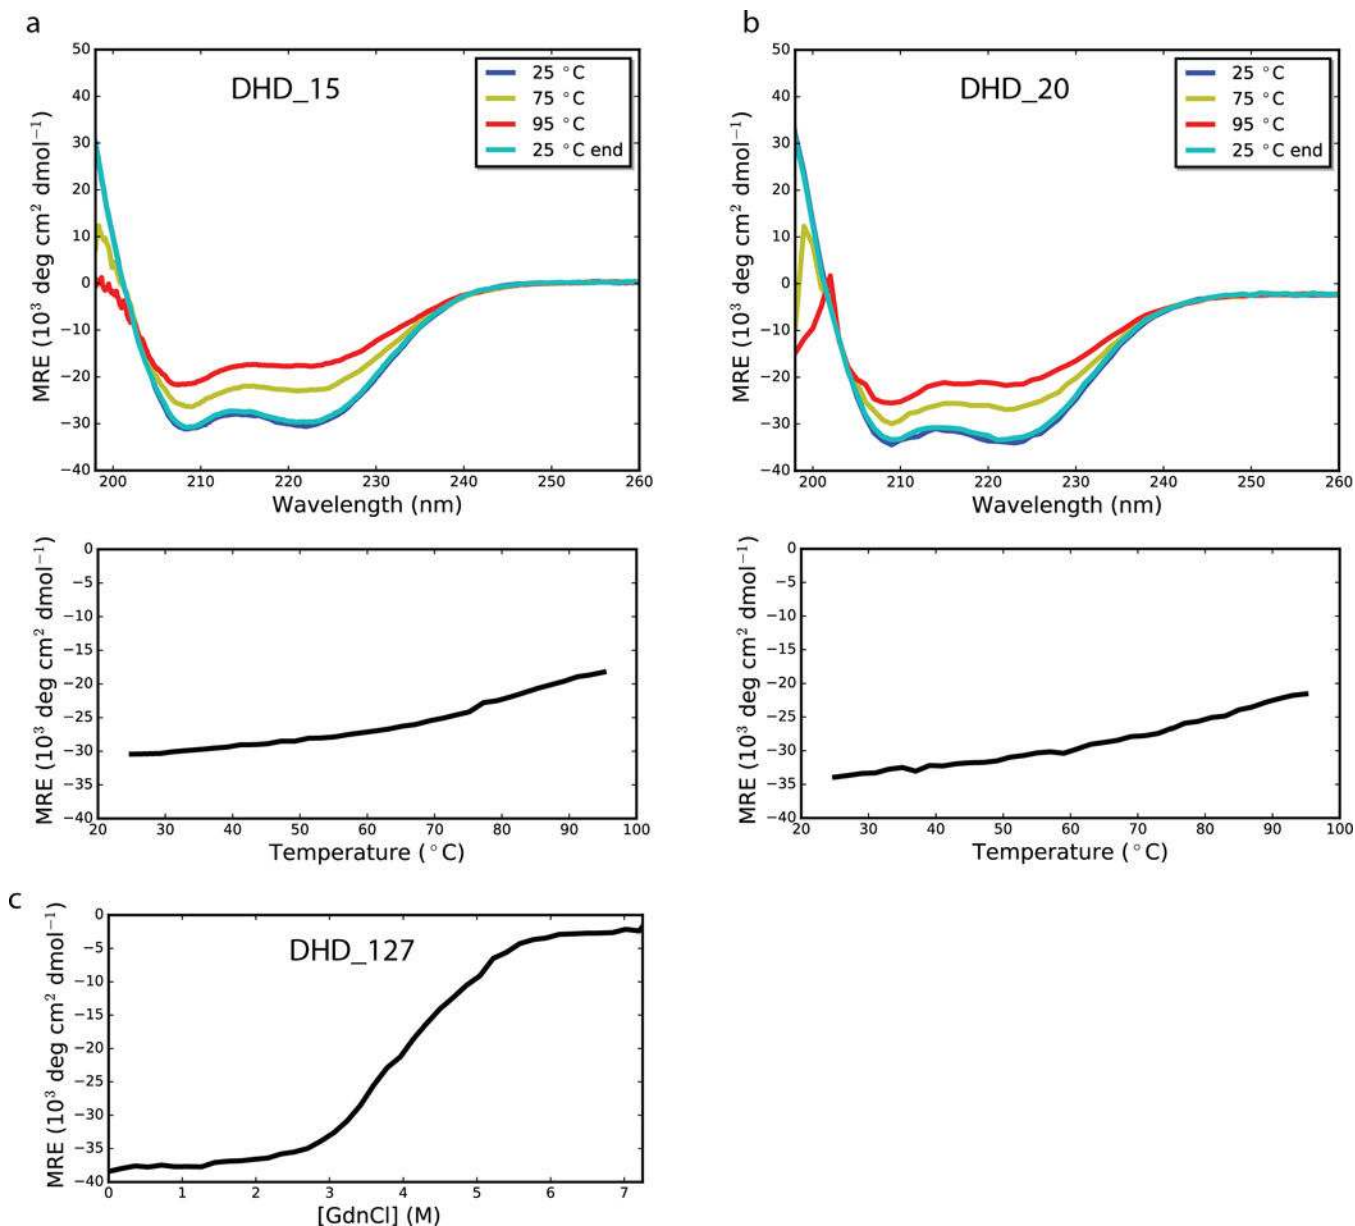 a
DHD_15
25 °C
75 °C
95 °C
25 °C end
50
40
30
20
10
0
−10
−20
−30
−40
MRE (10³ deg cm² dmol⁻¹)
200 210 220 230 240 250 260
Wavelength (nm)
0
−5
−10
−15
−20
−25
−30
−35
−40
MRE (10³ deg cm² dmol⁻¹)
20 30 40 50 60 70 80 90 100
Temperature (°C)
b
DHD_20
25 °C
75 °C
95 °C
25 °C end
50
40
30
20
10
0
−10
−20
−30
−40
MRE (10³ deg cm² dmol⁻¹)
200 210 220 230 240 250 260
Wavelength (nm)
0
−5
−10
−15
−20
−25
−30
−35
−40
MRE (10³ deg cm² dmol⁻¹)
20 30 40 50 60 70 80 90 100
Temperature (°C)
c
DHD_127
0
−5
−10
−15
−20
−25
−30
−35
−40
MRE (10³ deg cm² dmol⁻¹)
0 1 2 3 4 5 6 7
[GdnCl] (M)